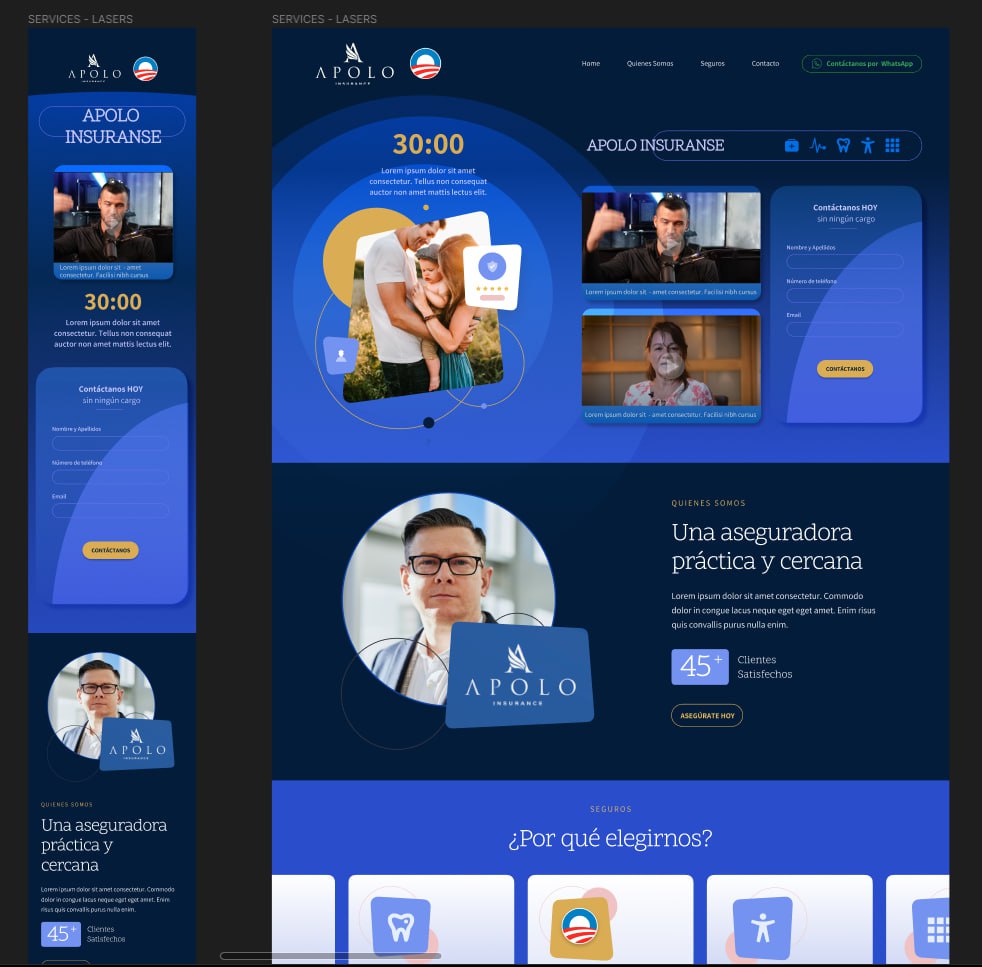 SERVICES - LASERS
APOLO
INSURANCE
APOLO
INSURANSE
Lorem ipsum dolor sit - amet
consectetur. Facilisi nibh cursus
30:00
Lorem ipsum dolor sit amet
consectetur. Tellus non consequat
auctor non amet mattis lectus elit.
Contáctanos HOY
sin ningún cargo
Nombre y Apellidos
Número de teléfono
Email
CONTÁCTANOS
APOLO
INSURANCE
QUIENES SOMOS
Una aseguradora
práctica y
cercana
Lorem ipsum dolor sit amet consectetur. Commodo
dolor in congue lacus neque eget eget amet. Enim
risus quis convallis purus nulla enim.
45+
Clientes
Satisfechos
SERVICES - LASERS
APOLO
INSURANCE
Home
Quienes Somos
Seguros
Contacto
Contáctanos por WhatsApp
30:00
Lorem ipsum dolor sit amet
consectetur. Tellus non consequat
auctor non amet mattis lectus elit.
APOLO INSURANSE
Lorem ipsum dolor sit - amet consectetur. Facilisi nibh cursus
Lorem ipsum dolor sit - amet consectetur. Facilisi nibh cursus
Contáctanos HOY
sin ningún cargo
Nombre y Apellidos
Número de teléfono
Email
CONTÁCTANOS
APOLO
INSURANCE
QUIENES SOMOS
Una aseguradora
práctica y cercana
Lorem ipsum dolor sit amet consectetur. Commodo
dolor in congue lacus neque eget eget amet. Enim risus
quis convallis purus nulla enim.
45+
Clientes
Satisfechos
ASEGÚRATE HOY
SEGUROS
¿Por qué elegirnos?